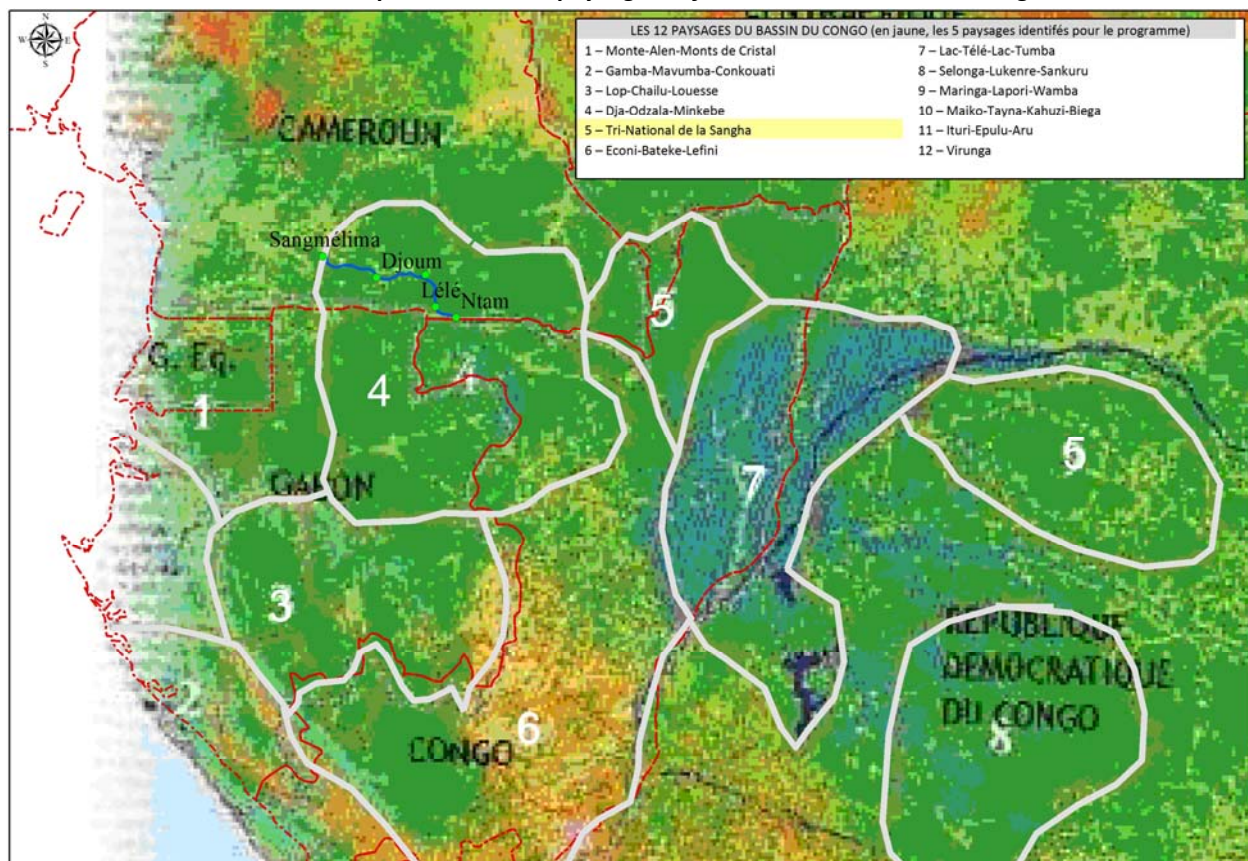 N
W
E
S
LES 12 PAYSAGES DU BASSIN DU CONGO (en jaune, les 5 paysages identifiés pour le programme)
1 – Monte-Alen-Monts de Cristal
2 – Gamba-Mavumba-Conkouati
3 – Lop-Chailu-Louesse
4 – Dja-Odzala-Minkebe
5 – Tri-National de la Sangha
6 – Econi-Bateke-Lefini
7 – Lac-Télé-Lac-Tumba
8 – Selonga-Lukenre-Sankuru
9 – Maringa-Lapori-Wamba
10 – Maiko-Tayna-Kahuzi-Biega
11 – Ituri-Epulu-Aru
12 – Virunga
CAMEROUN
Sangmélima
Djoum
Lélé
Ntam
5
G. Eq.
1
4
4
7
GABON
3
2
CONGO
6
REPUBLIQUE
DEMOCRATIQUE
DU CONGO
8